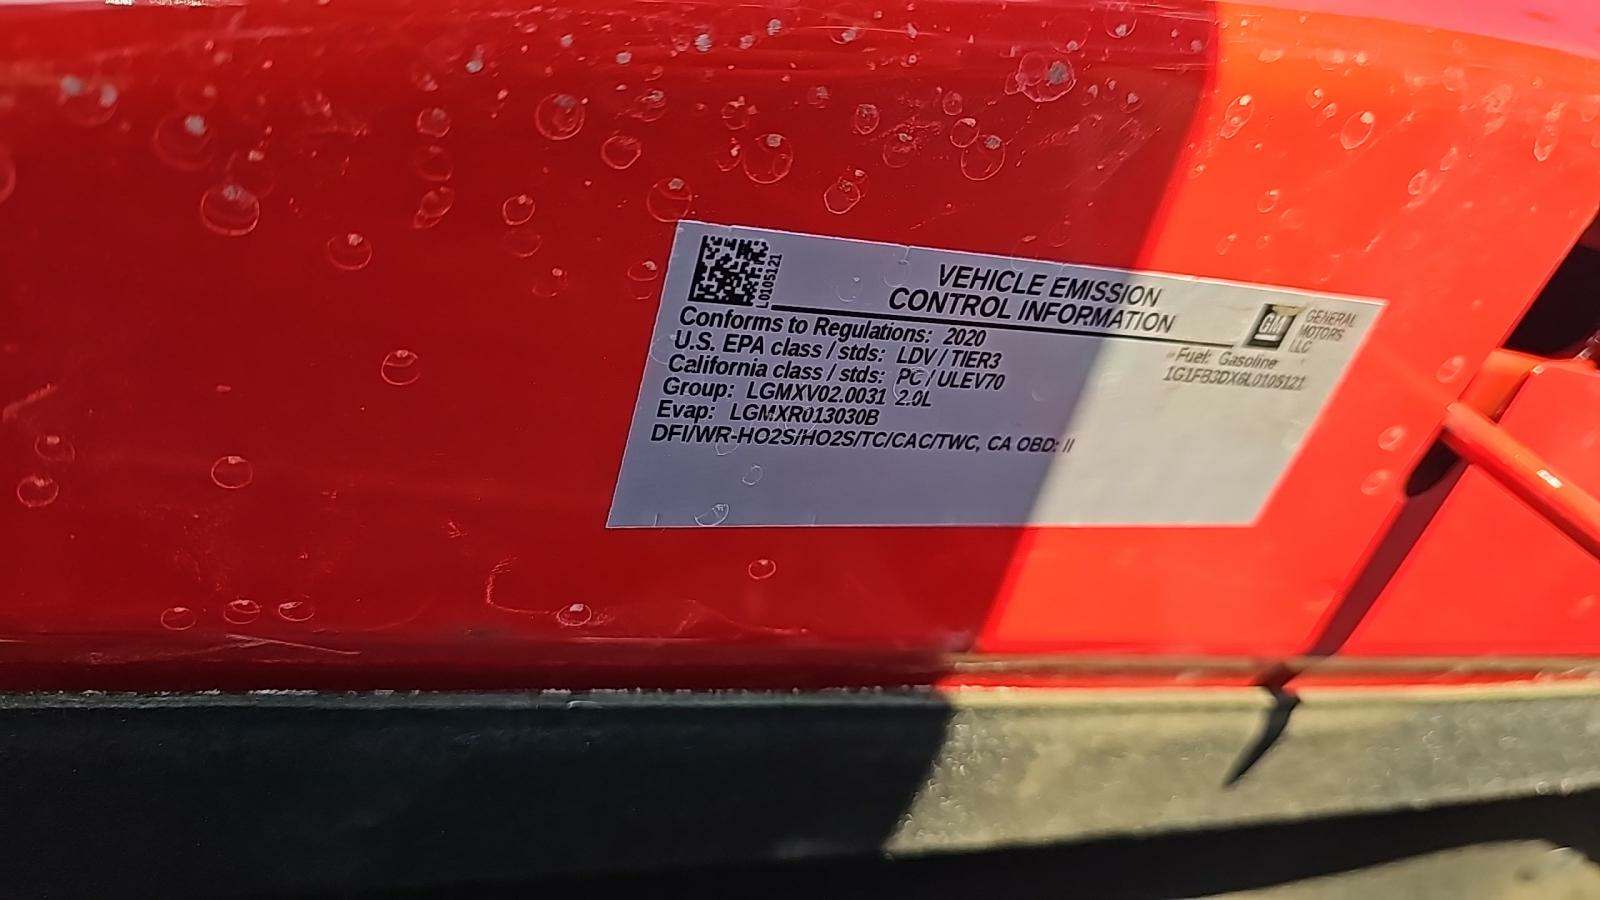 L0105121
VEHICLE EMISSION
CONTROL INFORMATION
GM
GENERAL
MOTORS
LLC
Conforms to Regulations: 2020
U.S. EPA class / stds: LDV / TIER3
California class / stds: PC / ULEV70
Group: LGMXV02.0031 2.0L
Evap: LGMXR013030B
DFI/WR-HO2S/HO2S/TC/CAC/TWC, CA OBD: II
Fuel: Gasoline
1G1FB3DX6L0105121